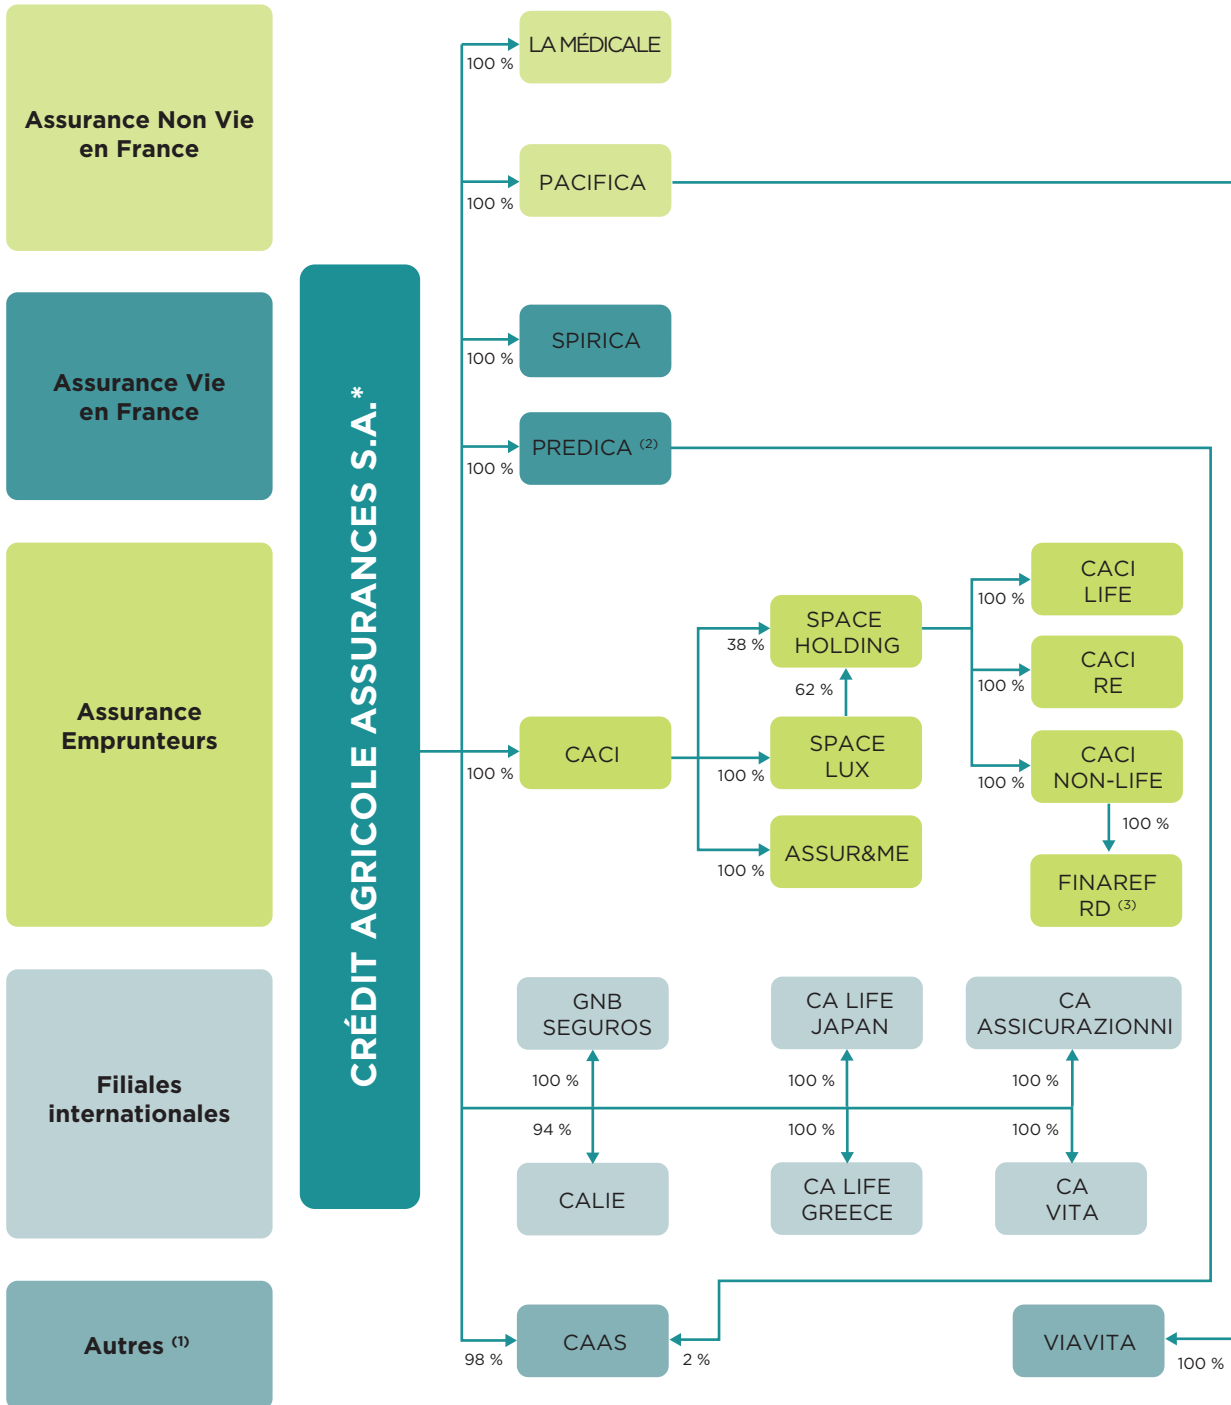 LA MÉDICALE
100 %
Assurance Non Vie
en France
PACIFICA
100 %
SPIRICA
100 %
Assurance Vie
en France
PREDICA (2)
100 %
CRÉDIT AGRICOLE ASSURANCES S.A.*
Assurance
Emprunteurs
CACI
100 %
SPACE
HOLDING
38 %
62 %
SPACE
LUX
100 %
ASSUR&ME
100 %
CACI
LIFE
100 %
CACI
RE
100 %
CACI
NON-LIFE
100 %
100 %
FINAREF
RD (3)
Filiales
internationales
GNB
SEGUROS
CA LIFE
JAPAN
CA
ASSICURAZIONNI
100 %
100 %
100 %
94 %
100 %
100 %
CALIE
CA LIFE
GREECE
CA
VITA
Autres (1)
98 %
CAAS
2 %
VIAVITA
100 %